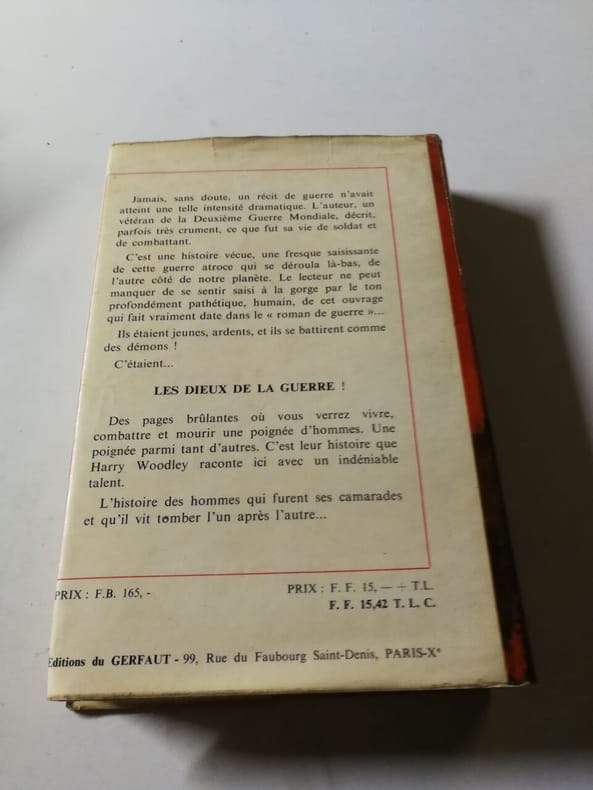 Jamais, sans doute, un récit de guerre n'avait
atteint une telle intensité dramatique. L'auteur, un
vétéran de la Deuxième Guerre Mondiale, décrit,
parfois très crument, ce que fut sa vie de soldat et
de combattant.
C'est une histoire vécue, une fresque saisissante
de cette guerre atroce qui se déroula là-bas, de
l'autre côté de notre planète. Le lecteur ne peut
manquer de se sentir saisi à la gorge par le ton
profondément pathétique, humain, de cet ouvrage
qui fait vraiment date dans le « roman de guerre »...
Ils étaient jeunes, ardents, et ils se battirent comme
des démons !
C'étaient...
LES DIEUX DE LA GUERRE !
Des pages brûlantes où vous verrez vivre,
combattre et mourir une poignée d'hommes. Une
poignée parmi tant d'autres. C'est leur histoire que
Harry Woodley raconte ici avec un indéniable
talent.
L'histoire des hommes qui furent ses camarades
et qu'il vit tomber l'un après l'autre...
PRIX : F.B. 165, -
PRIX : F. F. 15, — + T.L.
F. F. 15,42 T. L. C.
Editions du GERFAUT - 99, Rue du Faubourg Saint-Denis, PARIS-Xe